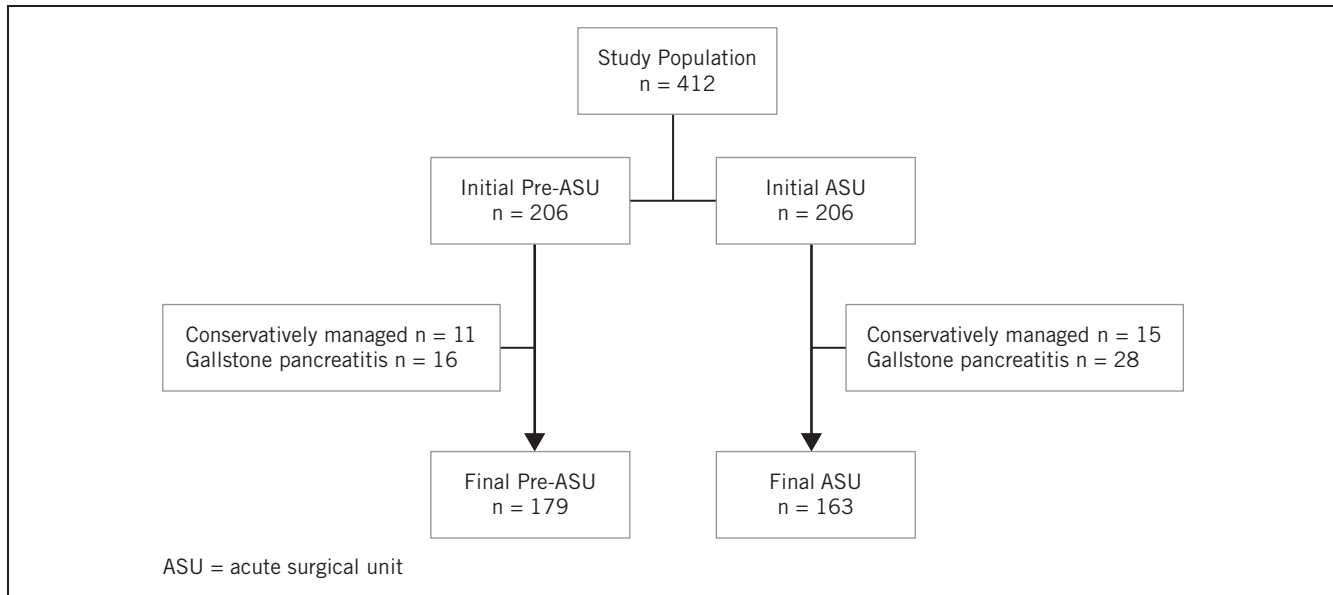 Study Population
n = 412
Initial Pre-ASU
n = 206
Initial ASU
n = 206
Conservatively managed n = 11
Gallstone pancreatitis n = 16
Conservatively managed n = 15
Gallstone pancreatitis n = 28
Final Pre-ASU
n = 179
Final ASU
n = 163
ASU = acute surgical unit